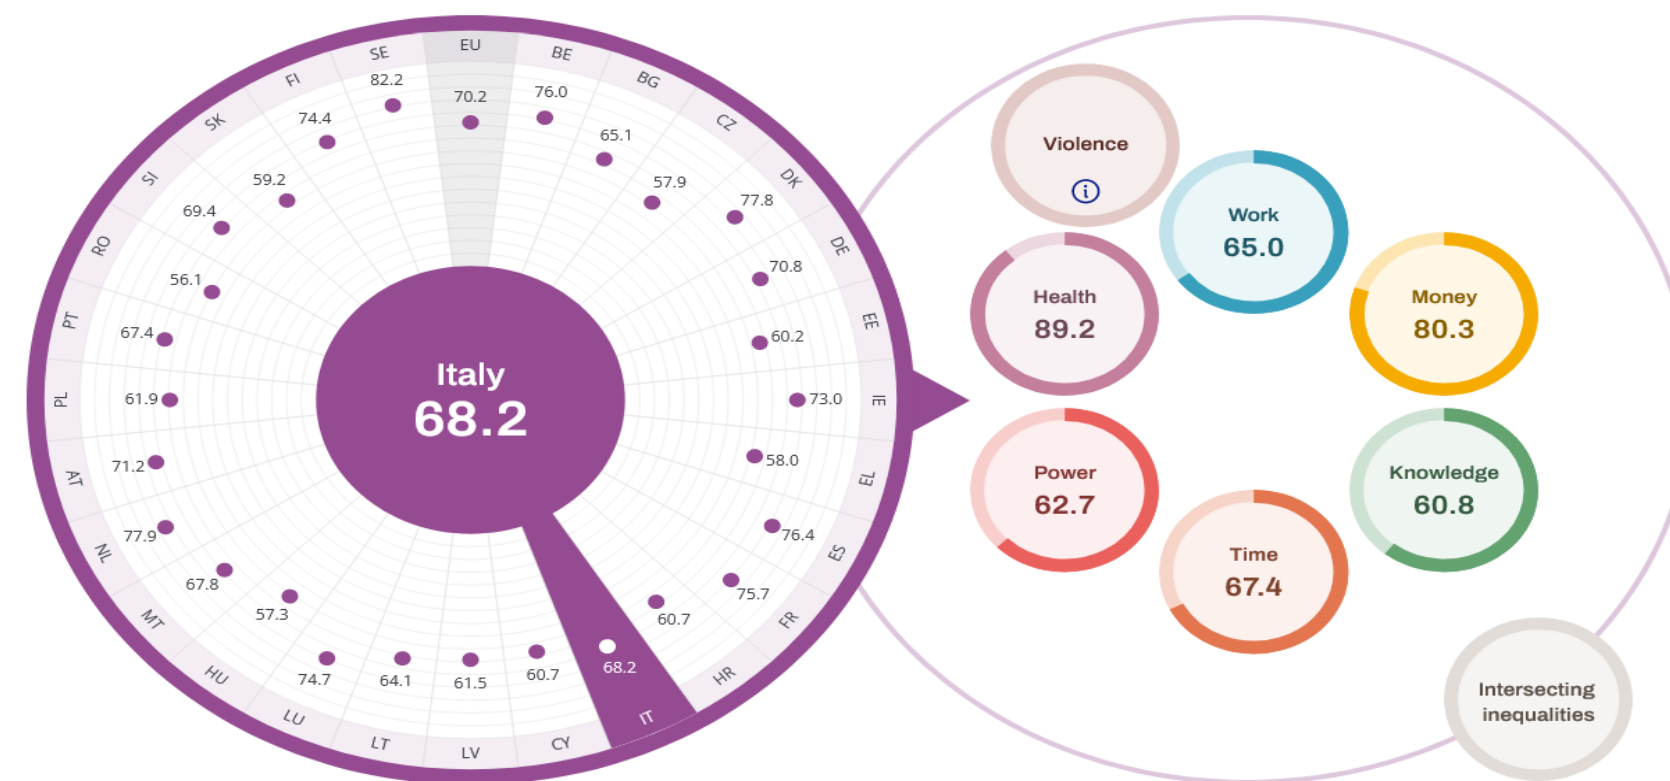 EU
70.2
BE
76.0
BG
65.1
CZ
57.9
DK
77.8
DE
70.8
EE
60.2
IE
73.0
EL
58.0
ES
76.4
FR
75.7
HR
60.7
IT
68.2
CY
60.7
LV
61.5
LT
64.1
LU
74.7
HU
57.3
MT
67.8
NL
77.9
AT
71.2
PL
61.9
PT
67.4
RO
56.1
SI
69.4
SK
59.2
FI
74.4
SE
82.2
Italy
68.2
Violence
i
Work
65.0
Money
80.3
Knowledge
60.8
Time
67.4
Power
62.7
Health
89.2
Intersecting
inequalities